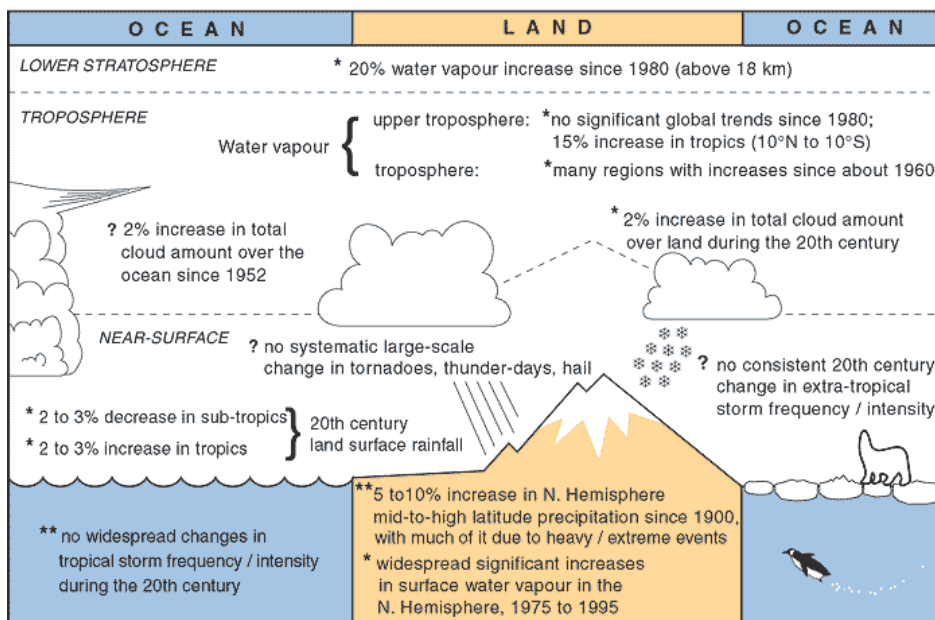 OCEAN LAND OCEAN
LOWER STRATOSPHERE
* 20% water vapour increase since 1980 (above 18 km)
TROPOSPHERE
Water vapour {
upper troposphere: *no significant global trends since 1980;
15% increase in tropics (10°N to 10°S)
troposphere: *many regions with increases since about 1960
? 2% increase in total
cloud amount over the
ocean since 1952
* 2% increase in total cloud amount
over land during the 20th century
NEAR-SURFACE
? no systematic large-scale
change in tornadoes, thunder-days, hail
? no consistent 20th century
change in extra-tropical
storm frequency / intensity
* 2 to 3% decrease in sub-tropics
* 2 to 3% increase in tropics
} 20th century
land surface rainfall
** no widespread changes in
tropical storm frequency / intensity
during the 20th century
**5 to10% increase in N. Hemisphere
mid-to-high latitude precipitation since 1900,
with much of it due to heavy / extreme events
* widespread significant increases
in surface water vapour in the
N. Hemisphere, 1975 to 1995